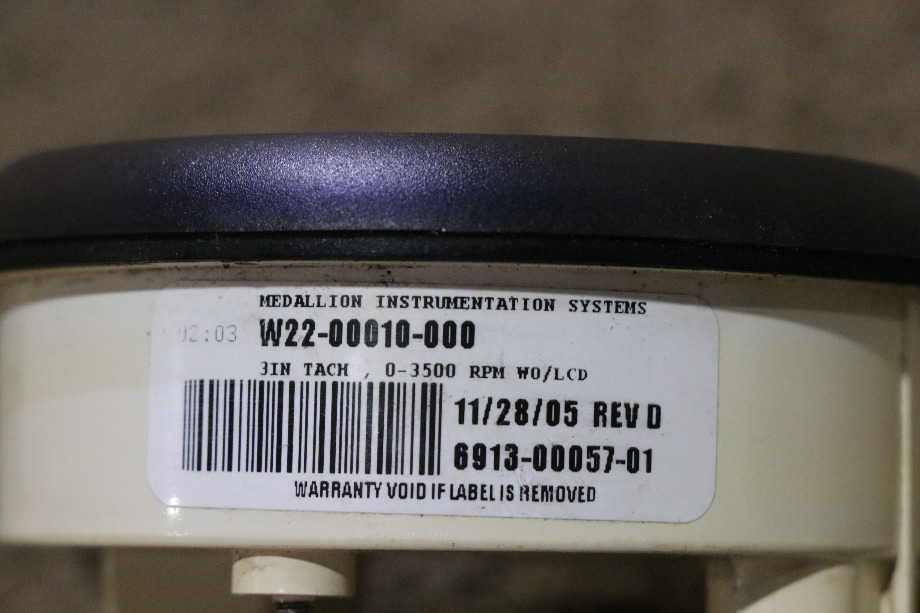 MEDALLION INSTRUMENTATION SYSTEMS
02:03 W22-00010-000
3IN TACH , 0-3500 RPM WO/LCD
11/28/05 REV D
6913-00057-01
WARRANTY VOID IF LABEL IS REMOVED